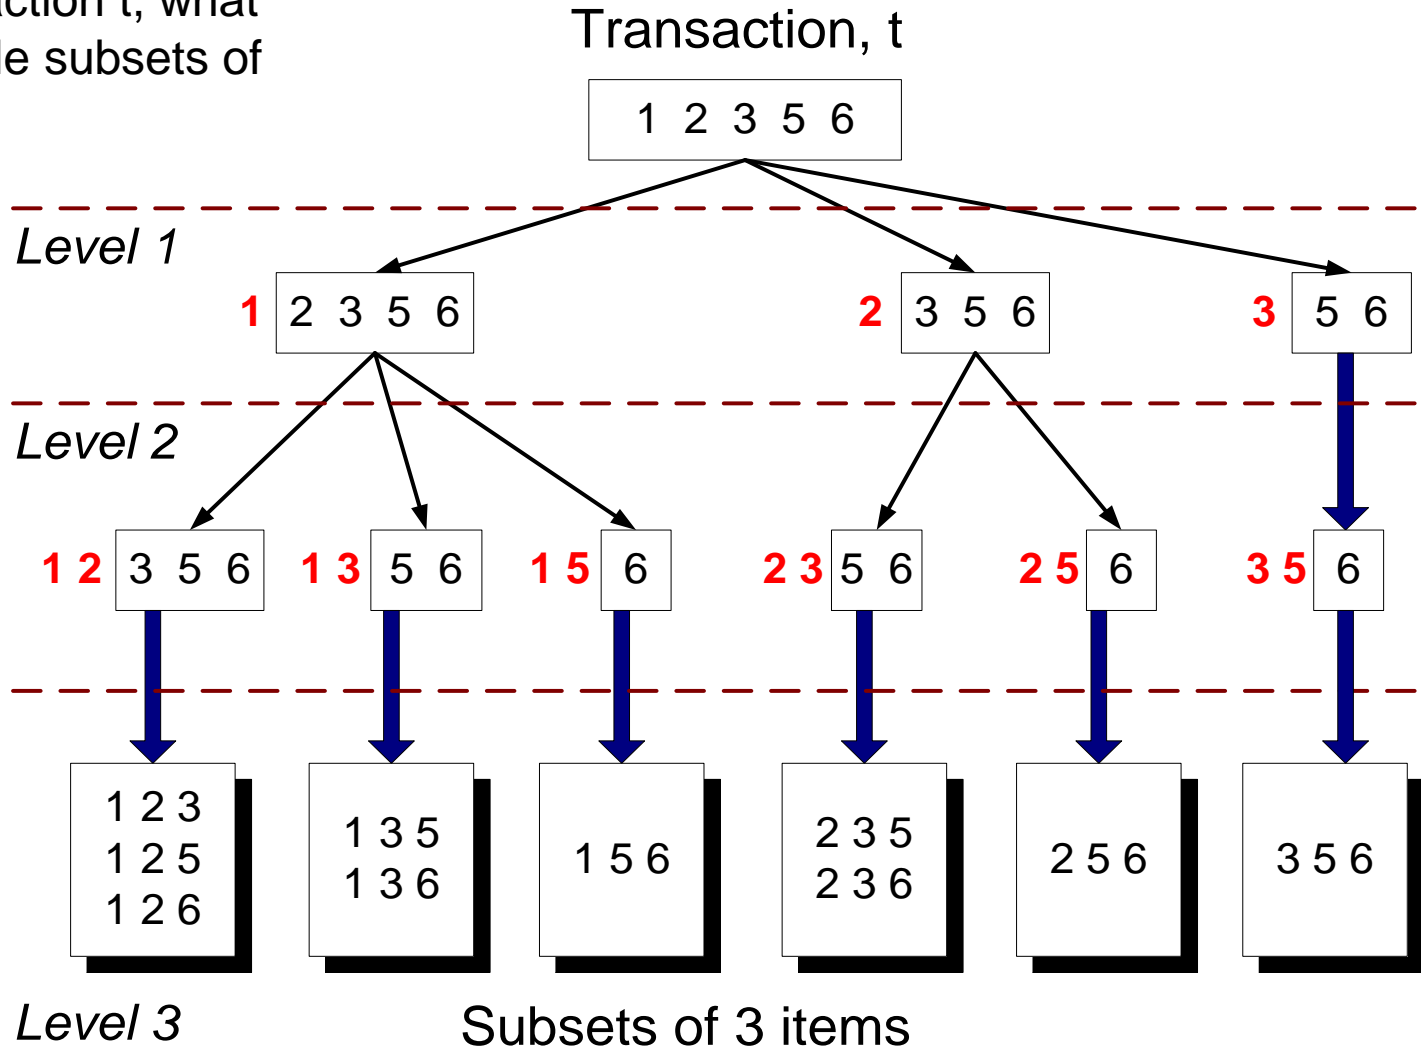 t, what
subsets of
Transaction, t
1 2 3 5 6
Level 1
1 2 3 5 6
2 3 5 6
3 5 6
Level 2
1 2 3 5 6
1 3 5 6
1 5 6
2 3 5 6
2 5 6
3 5 6
1 2 3
1 2 5
1 2 6
1 3 5
1 3 6
1 5 6
2 3 5
2 3 6
2 5 6
3 5 6
Level 3
Subsets of 3 items